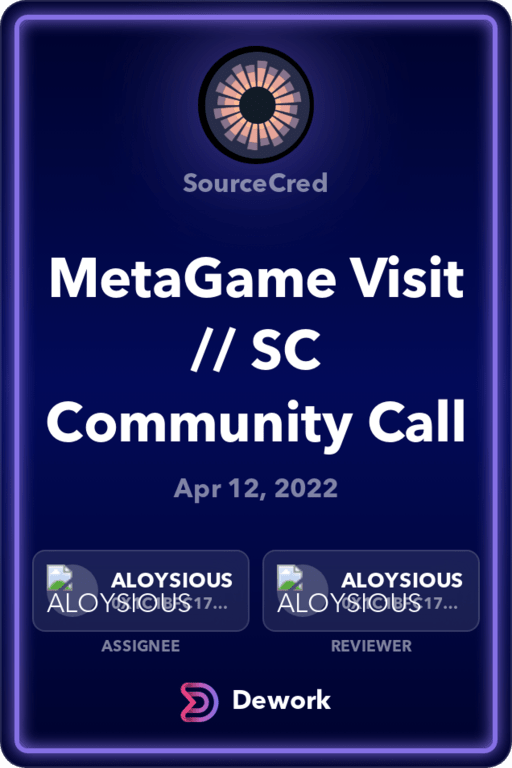 SourceCred
MetaGame Visit
// SC
Community Call
Apr 12, 2022
ALOYSIOUS
ALOYSIOUS
ALOYSIOUS
ALOYSIOUS
ASSIGNEE
REVIEWER
Dework